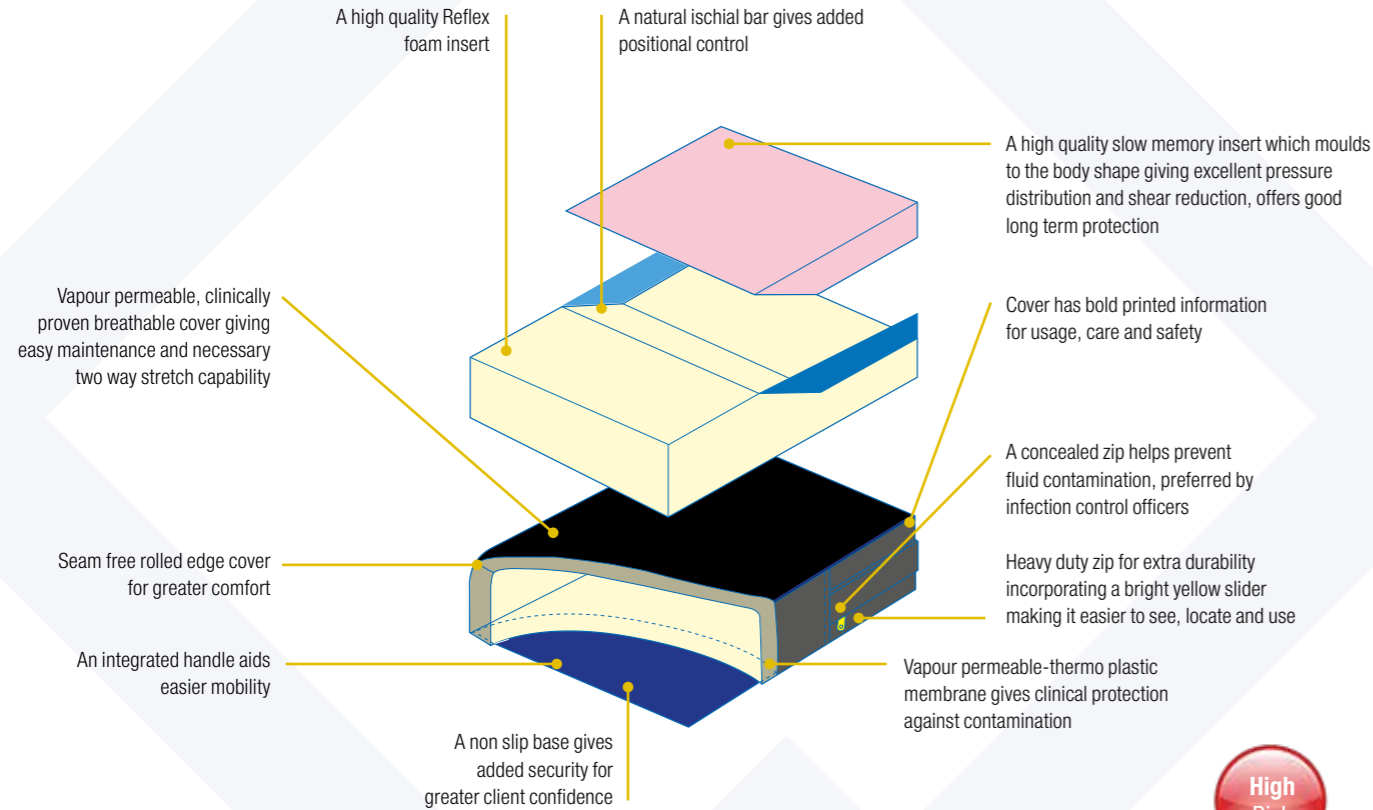 A high quality Reflex
foam insert
A natural ischial bar gives added
positional control
A high quality slow memory insert which moulds
to the body shape giving excellent pressure
distribution and shear reduction, offers good
long term protection
Vapour permeable, clinically
proven breathable cover giving
easy maintenance and necessary
two way stretch capability
Cover has bold printed information
for usage, care and safety
A concealed zip helps prevent
fluid contamination, preferred by
infection control officers
Seam free rolled edge cover
for greater comfort
Heavy duty zip for extra durability
incorporating a bright yellow slider
making it easier to see, locate and use
An integrated handle aids
easier mobility
Vapour permeable-thermo plastic
membrane gives clinical protection
against contamination
A non slip base gives
added security for
greater client confidence
High